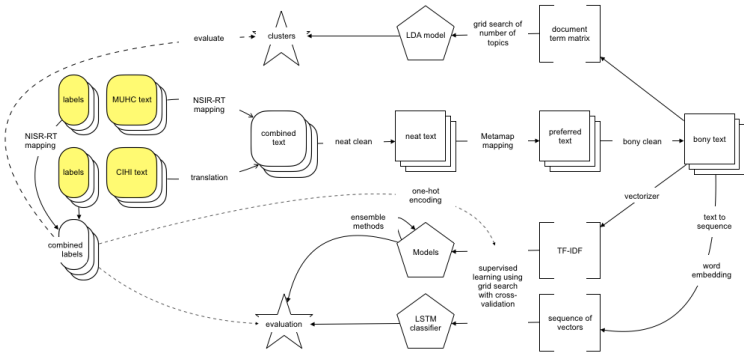 evaluate
clusters
LDA model
grid search of
number of
topics
document
term matrix
labels
MUHC text
NSIR-RT
mapping
NISR-RT
mapping
combined
text
neat clean
neat text
Metamap
mapping
preferred
text
bony clean
bony text
labels
CIHI text
translation
one-hot
encoding
vectorizer
text to
sequence
combined
labels
ensemble
methods
Models
supervised
learning using
grid search
with cross-
validation
TF-IDF
word
embedding
evaluation
LSTM
classifier
sequence of
vectors